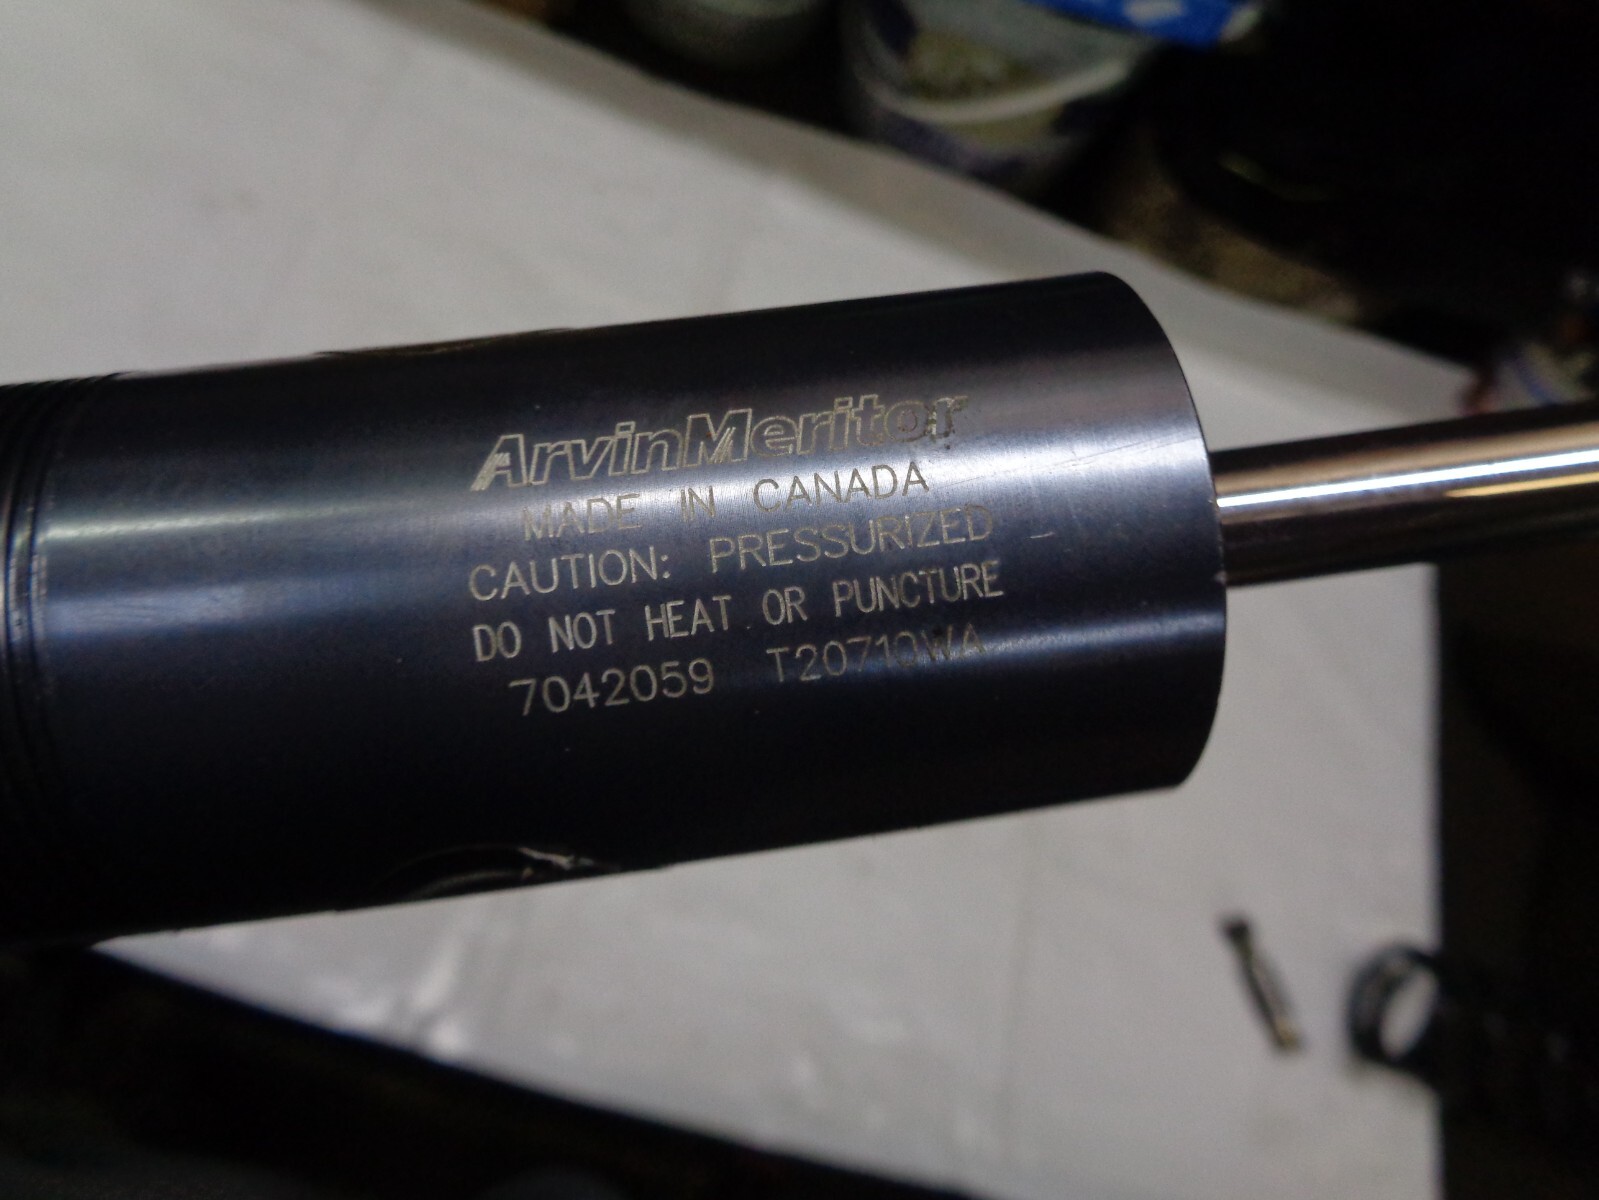 ArvinMeritor
MADE IN CANADA
CAUTION: PRESSURIZED
DO NOT HEAT OR PUNCTURE
7042059 T20710WA